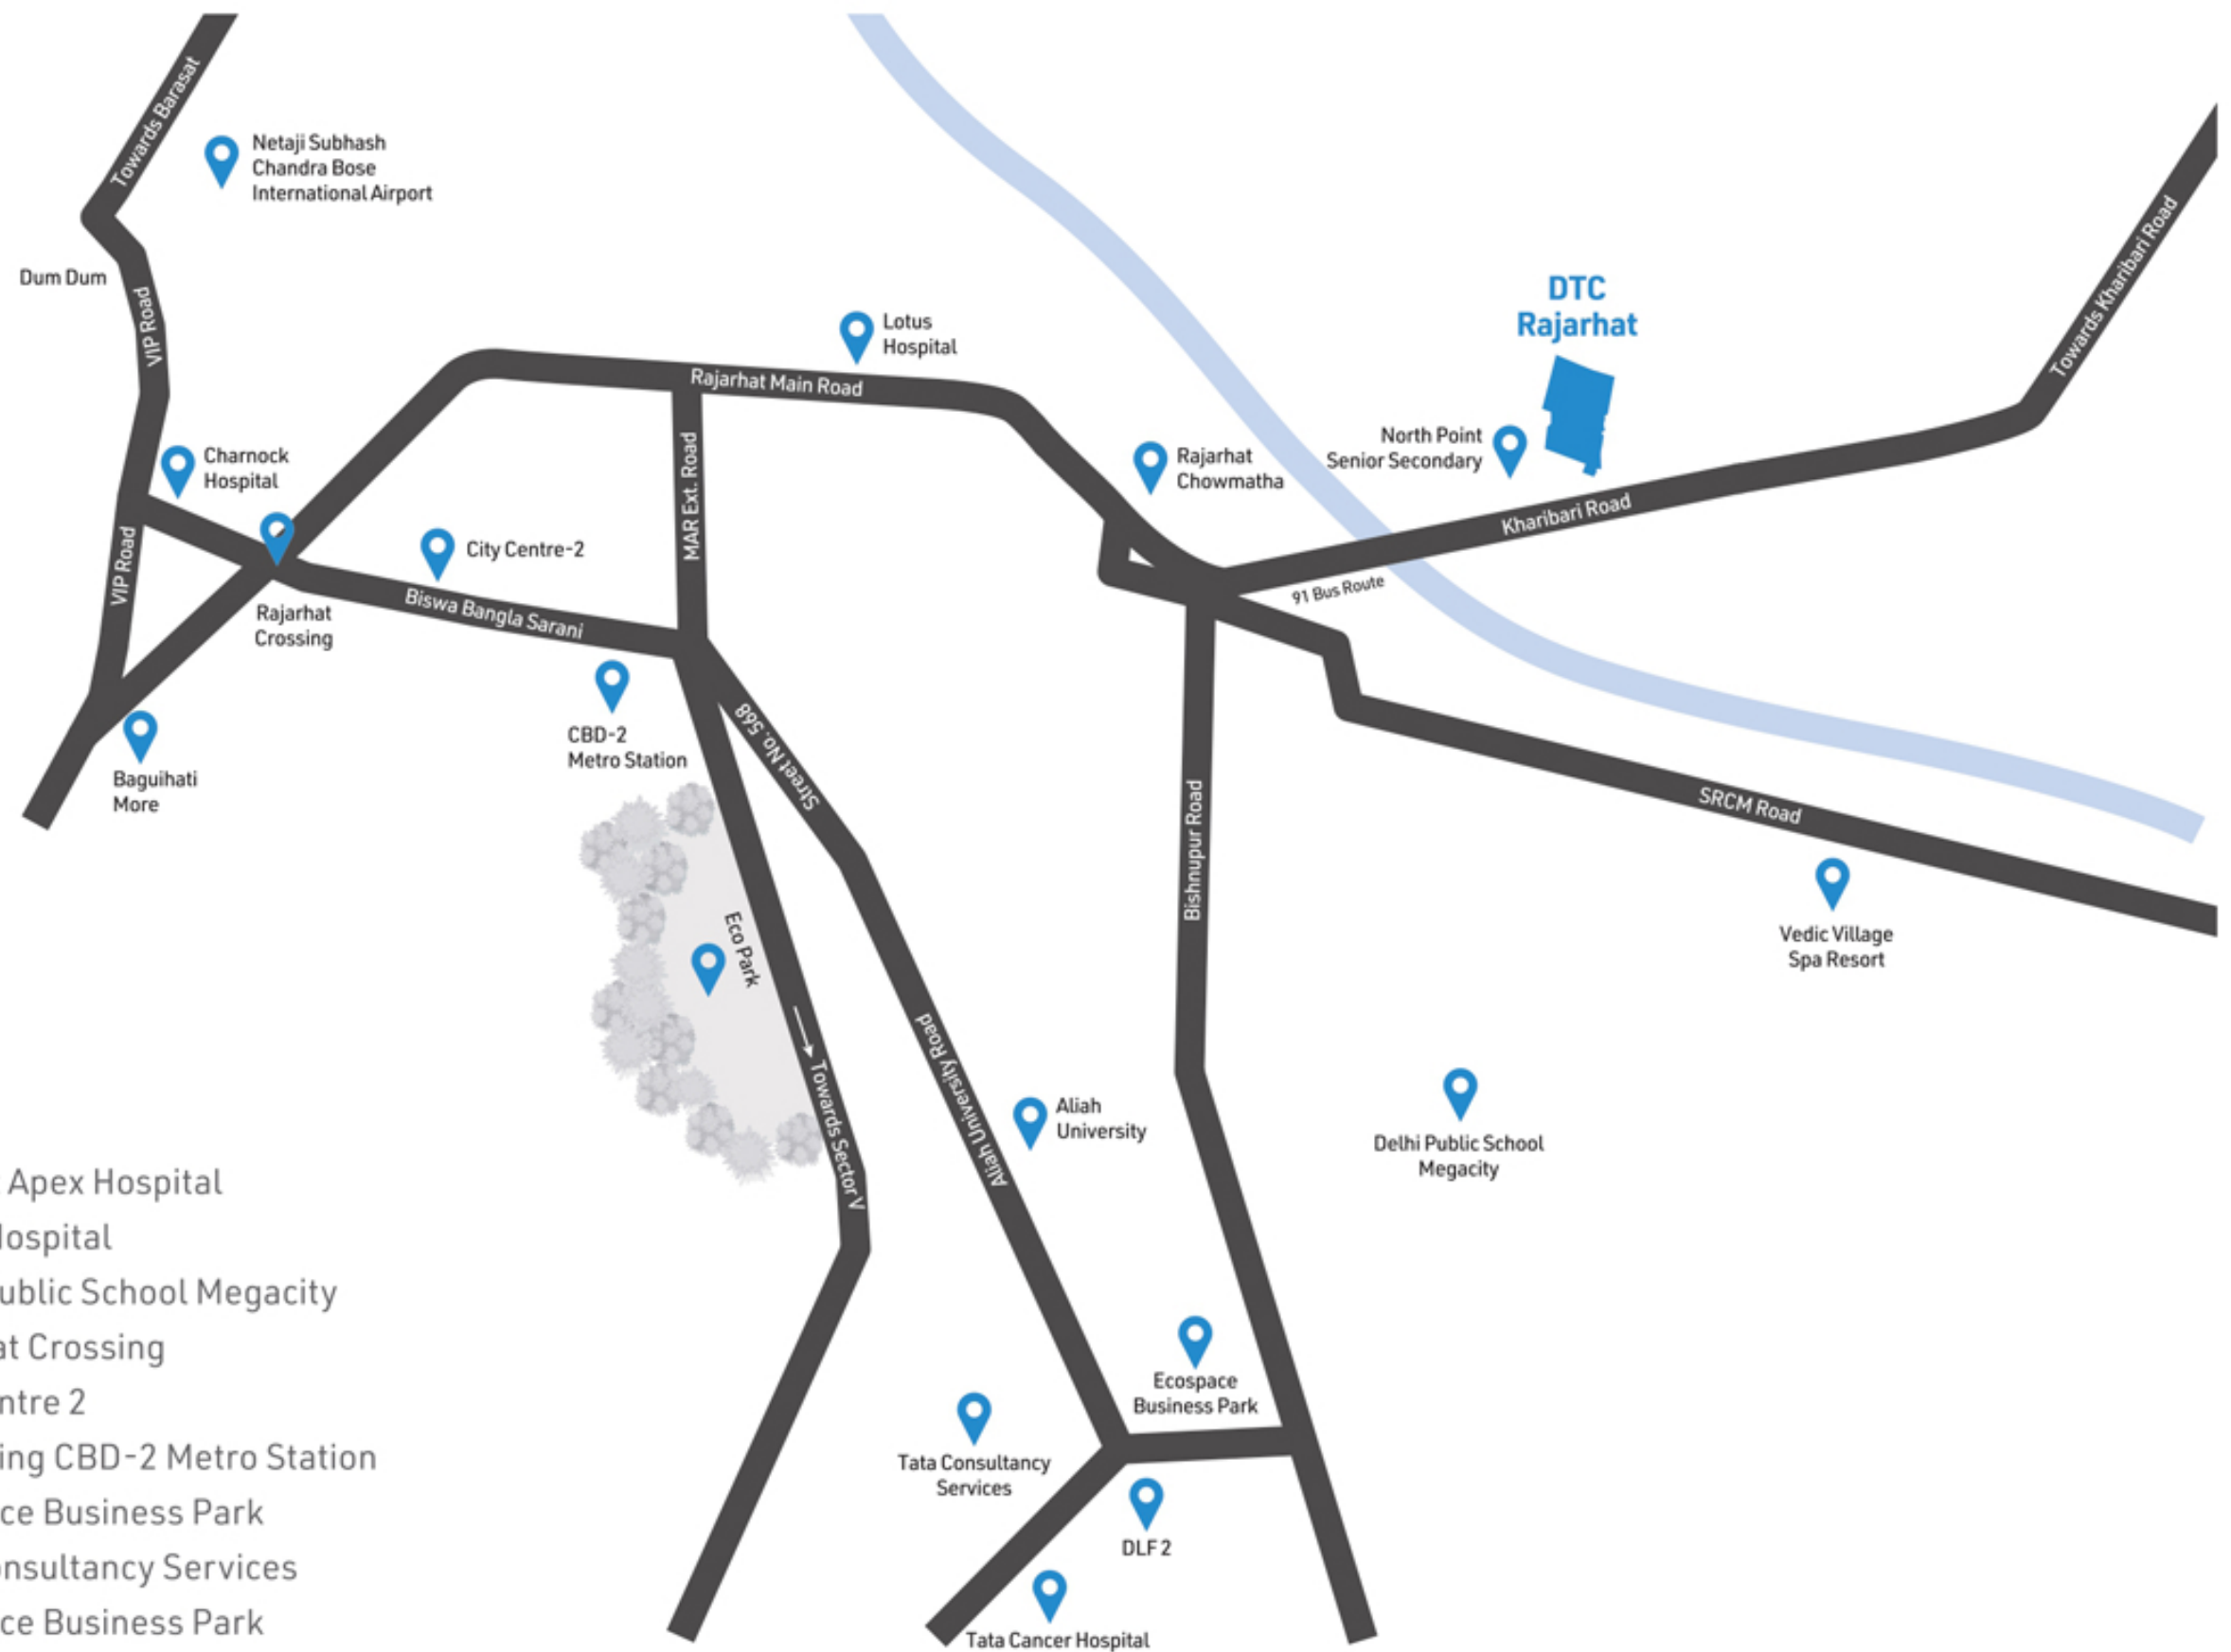 Towards Barasat
Netaji Subhash
Chandra Bose
International Airport
Dum Dum
VIP Road
Lotus
Hospital
Rajarhat Main Road
DTC
Rajarhat
Towards Kharibari Road
Charnock
Hospital
MAR Ext. Road
Rajarhat
Chowmatha
North Point
Senior Secondary
Kharibari Road
VIP Road
City Centre-2
Biswa Bangla Sarani
91 Bus Route
Rajarhat
Crossing
CBD-2
Metro Station
Street No. 568
Baguihati
More
SRCM Road
Bishnupur Road
Vedic Village
Spa Resort
Eco Park
Towards Sector V
Aliah University Road
Aliah
University
Delhi Public School
Megacity
Apex Hospital
Hospital
ublic School Megacity
at Crossing
ntre 2
ing CBD-2 Metro Station
ce Business Park
onsultancy Services
ce Business Park
Ecospace
Business Park
Tata Consultancy
Services
DLF 2
Tata Cancer Hospital